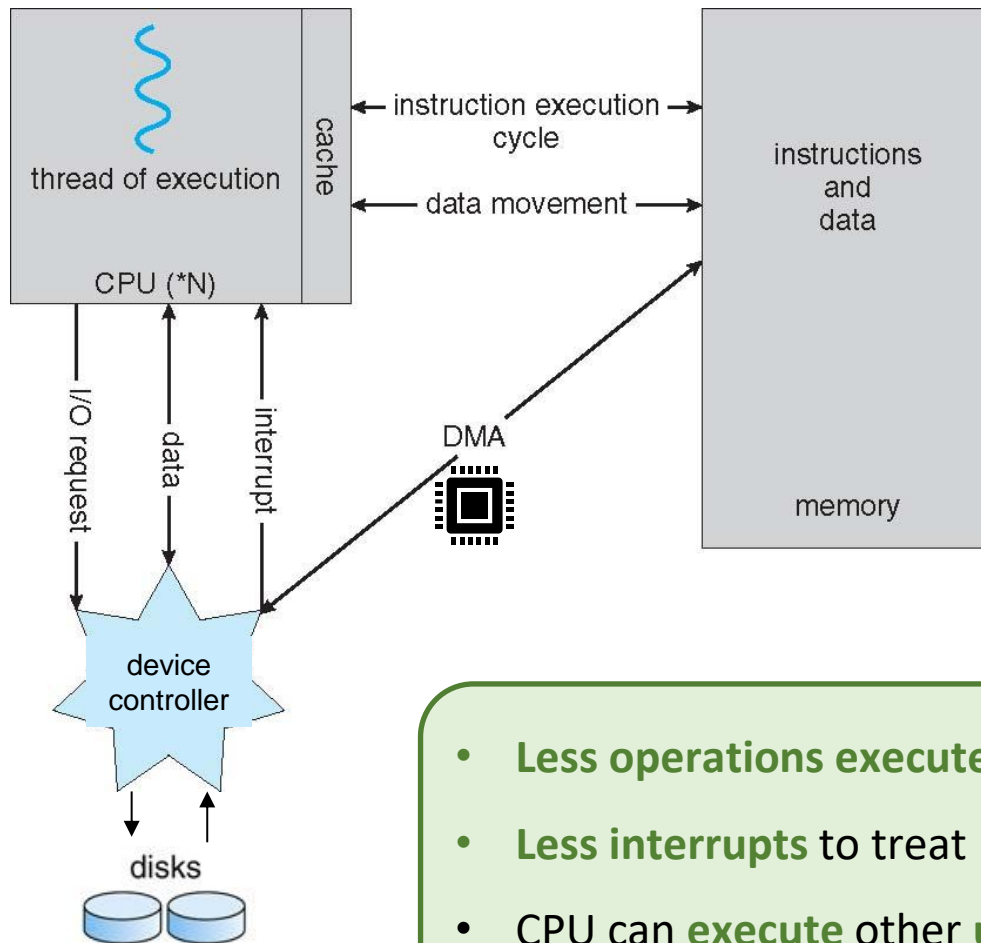 thread of execution
cache
CPU (*N)
instruction execution
cycle
data movement
instructions
and
data
memory
I/O request
data
interrupt
DMA
device
controller
disks
• Less operations execute
• Less interrupts to treat
• CPU can execute other